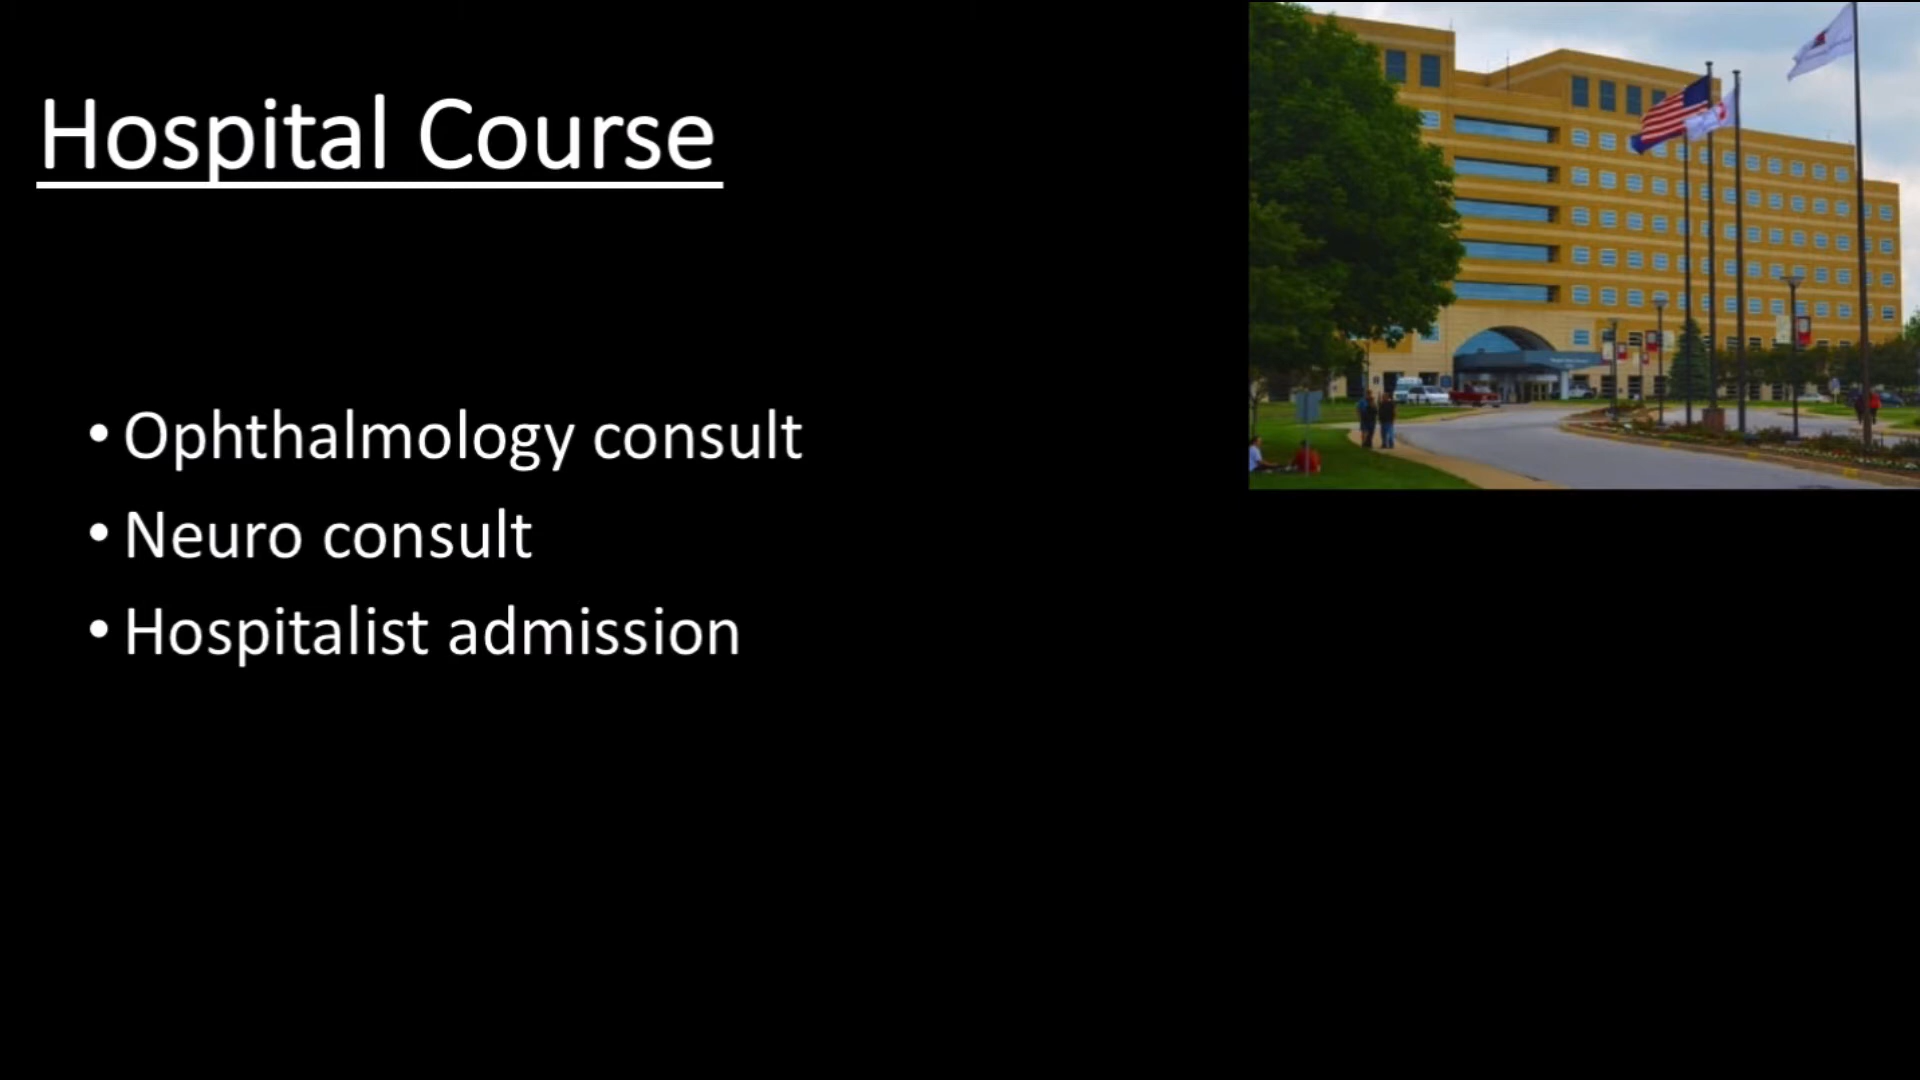 Hospital Course
• Ophthalmology consult
• Neuro consult
• Hospitalist admission